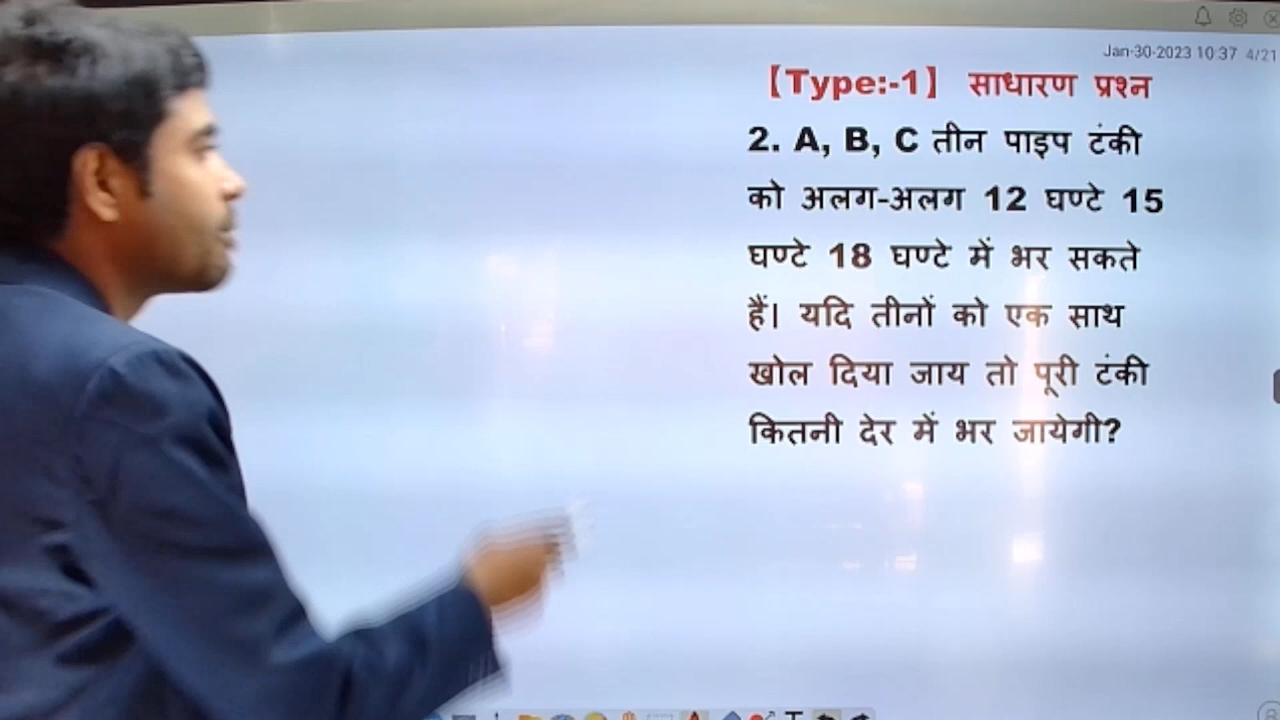 Jan-30-2023 10:37 4/21
【Type:-1】 साधारण प्रश्न
2. A, B, C तीन पाइप टंकी
को अलग-अलग 12 घण्टे 15
घण्टे 18 घण्टे में भर सकते
हैं। यदि तीनों को एक साथ
खोल दिया जाय तो पूरी टंकी
कितनी देर में भर जायेगी?